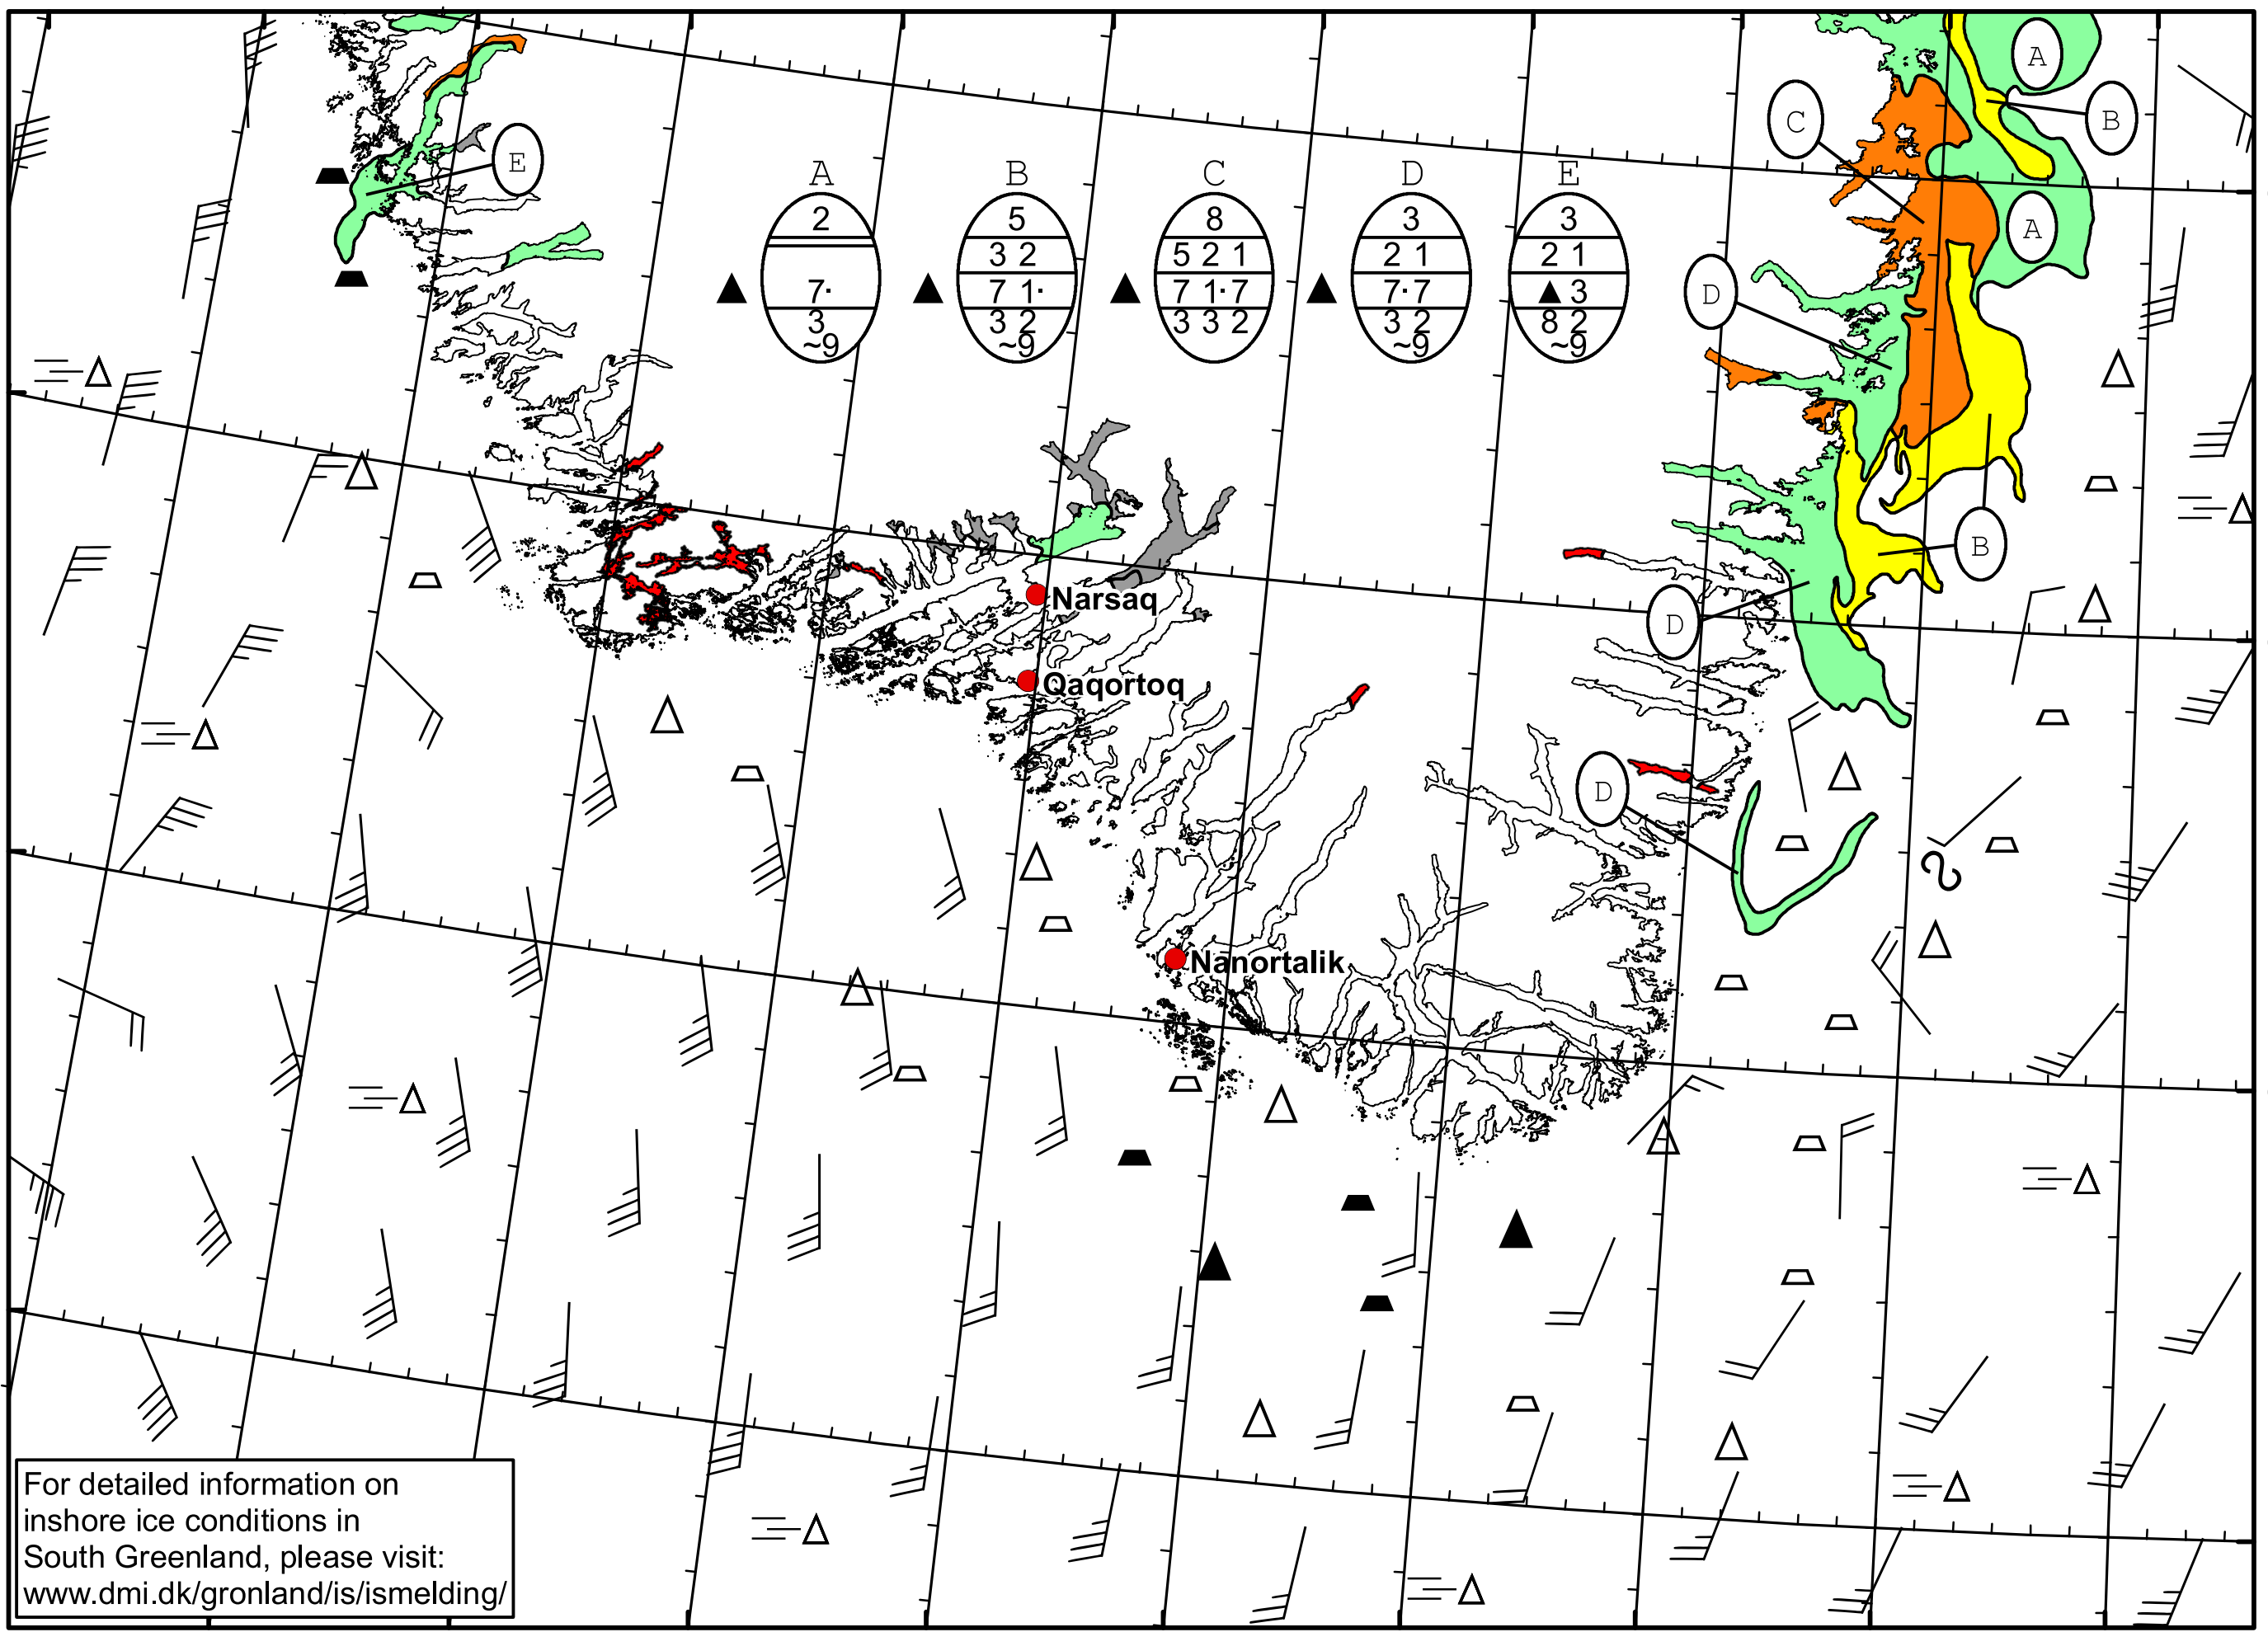 A
B
C
E
A B C D E
2 5 8 3 3
3 2 5 2 1 2 1 2 1
7· 7 1· 7 1·7 7·7 ▲ 3
3 3 2 3 3 2 3 2 8 2
~9 ~9 ~9 ~9
A
D
B
Narsaq
D
Qaqortoq
D
Nanortalik
For detailed information on
inshore ice conditions in
South Greenland, please visit:
www.dmi.dk/gronland/is/ismelding/